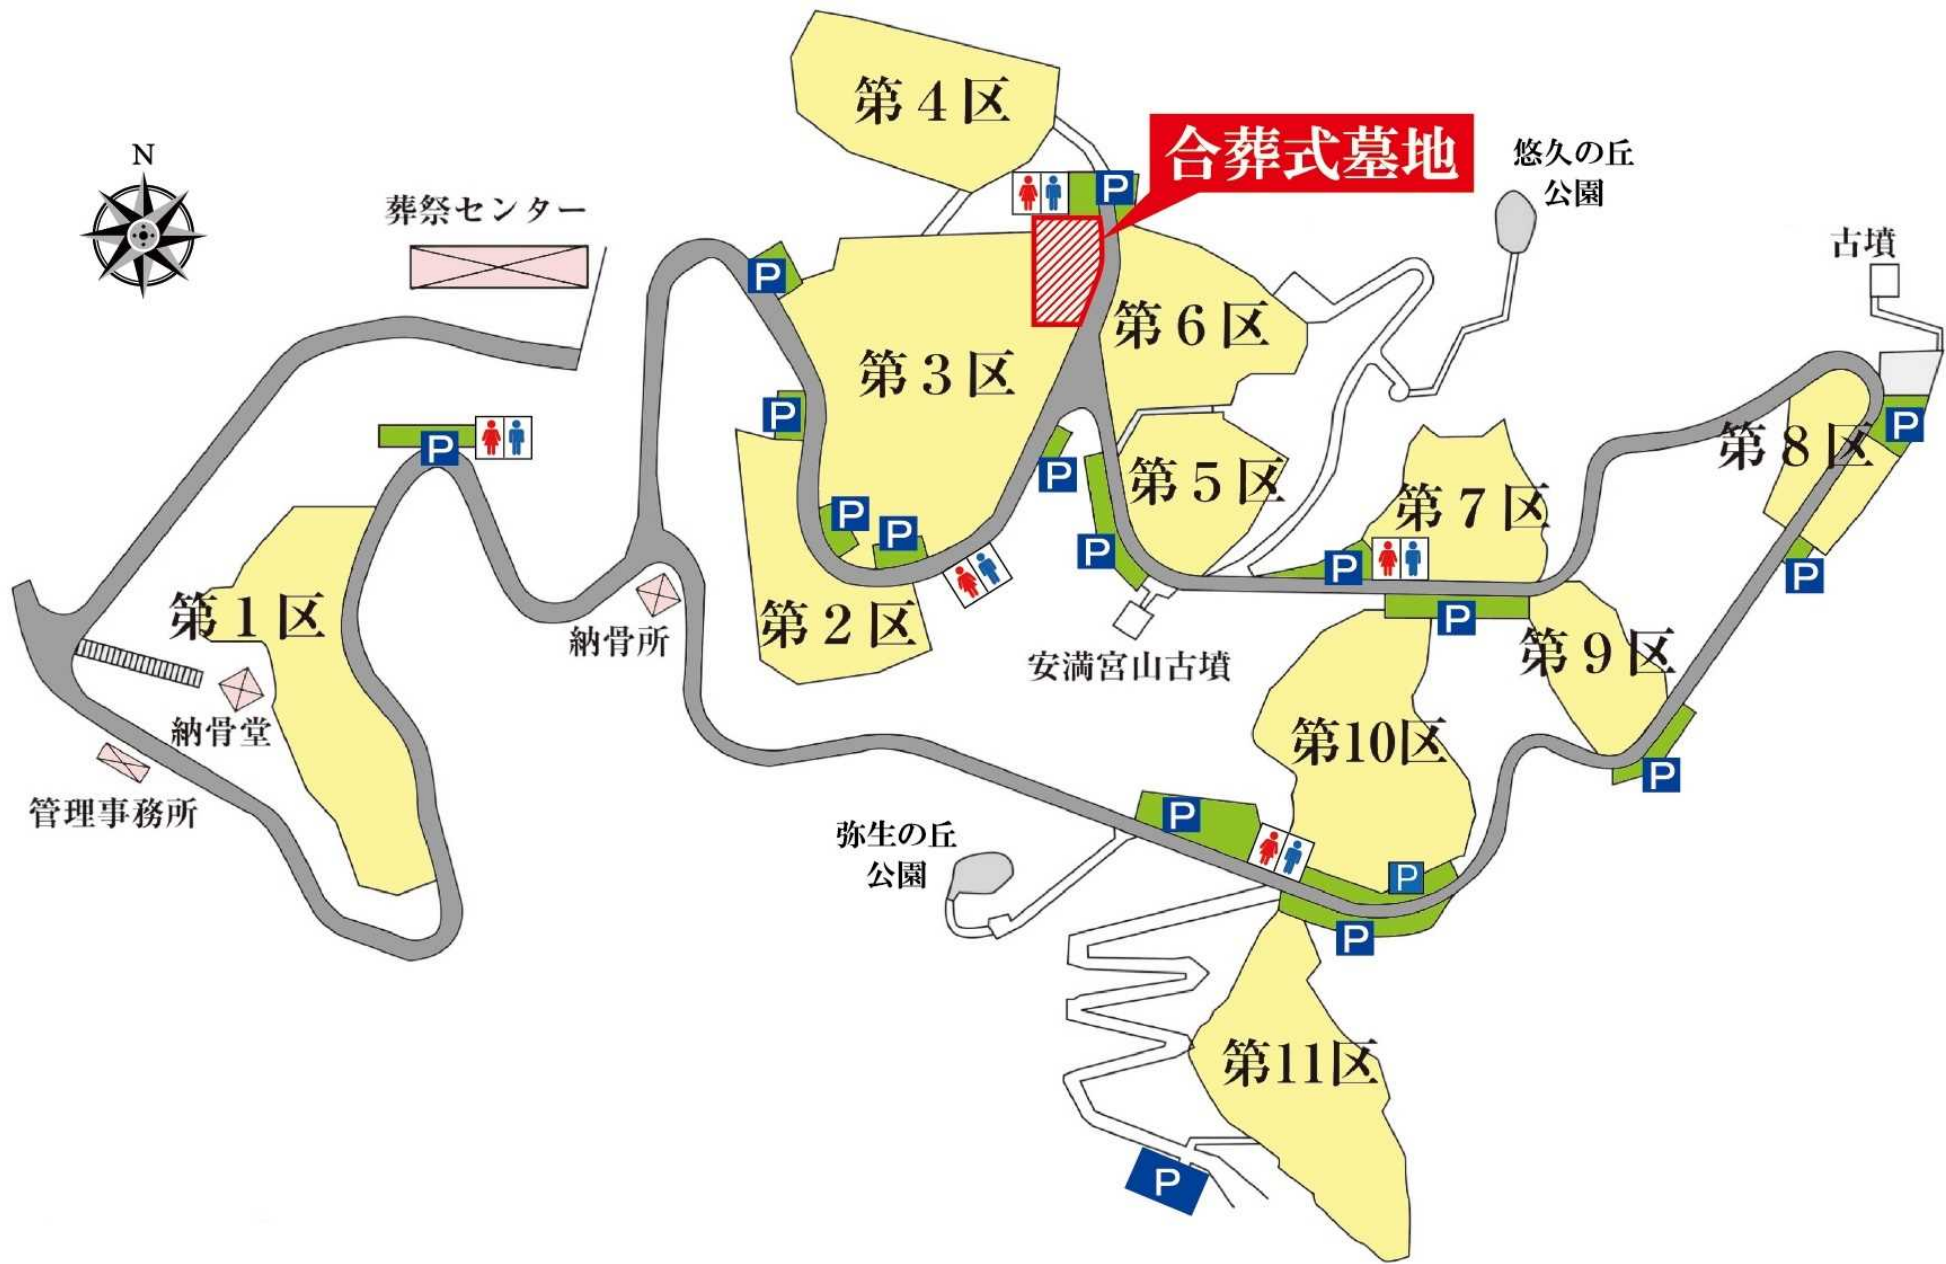 第4区
合葬式墓地
悠久の丘
公園
N
葬祭センター
P
古墳
P
第6区
第3区
P
P
P
第8区
P
第5区
P
第7区
P
P
P
P
P
第1区
第2区
P
納骨所
安満宮山古墳
第9区
納骨堂
第10区
P
管理事務所
P
弥生の丘
公園
P
P
第11区
P